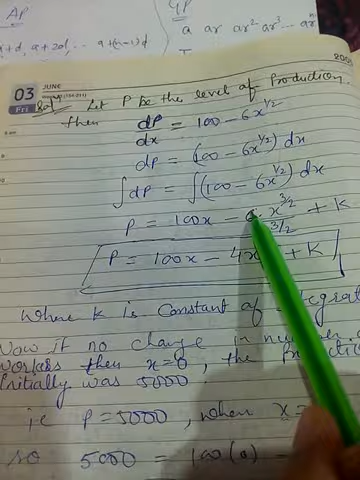 AP
GP
a+d, a+2d, ... a+(n-1)d
a ar ar² ar³ ---- ar
03 JUNE
Fri
Solⁿ Let P be the level of Production.
then dP/dx = 100 - 6x^1/2
dP = (100 - 6x^1/2) dx
∫dP = ∫(100 - 6x^1/2) dx
P = 100x - x^3/2 / 3/2 + K
P = 100x - 4x + K
Where K is Constant of
Now if no change in
workers then x=0, the
initially was 5000.
ie P = 5000, when x =
so 5000 = 100(0) -